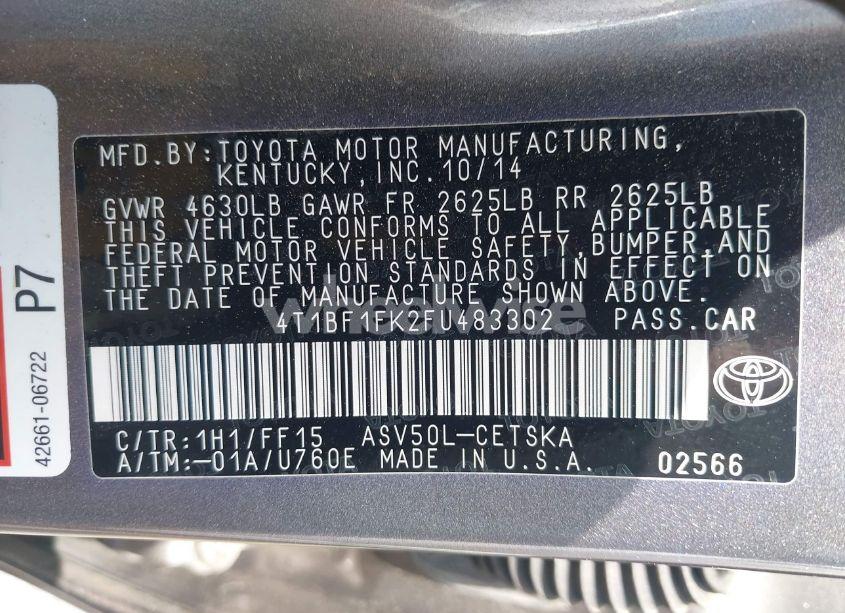 MFD.BY:TOYOTA MOTOR MANUFACTURING,
KENTUCKY,INC.10/14
GVWR 4630LB GAWR FR 2625LB RR 2625LB
THIS VEHICLE CONFORMS TO ALL APPLICABLE
FEDERAL MOTOR VEHICLE SAFETY,BUMPER,AND
THEFT PREVENTION STANDARDS IN EFFECT ON
THE DATE OF MANUFACTURE SHOWN ABOVE.
4T1BF1FK2FU483302 PASS.CAR
C/TR:1H1/FF15 ASV50L-CETSKA
A/TM:-01A/U760E MADE IN U.S.A. 02566
P7
42661-06722
wheelwise
TOYOTA